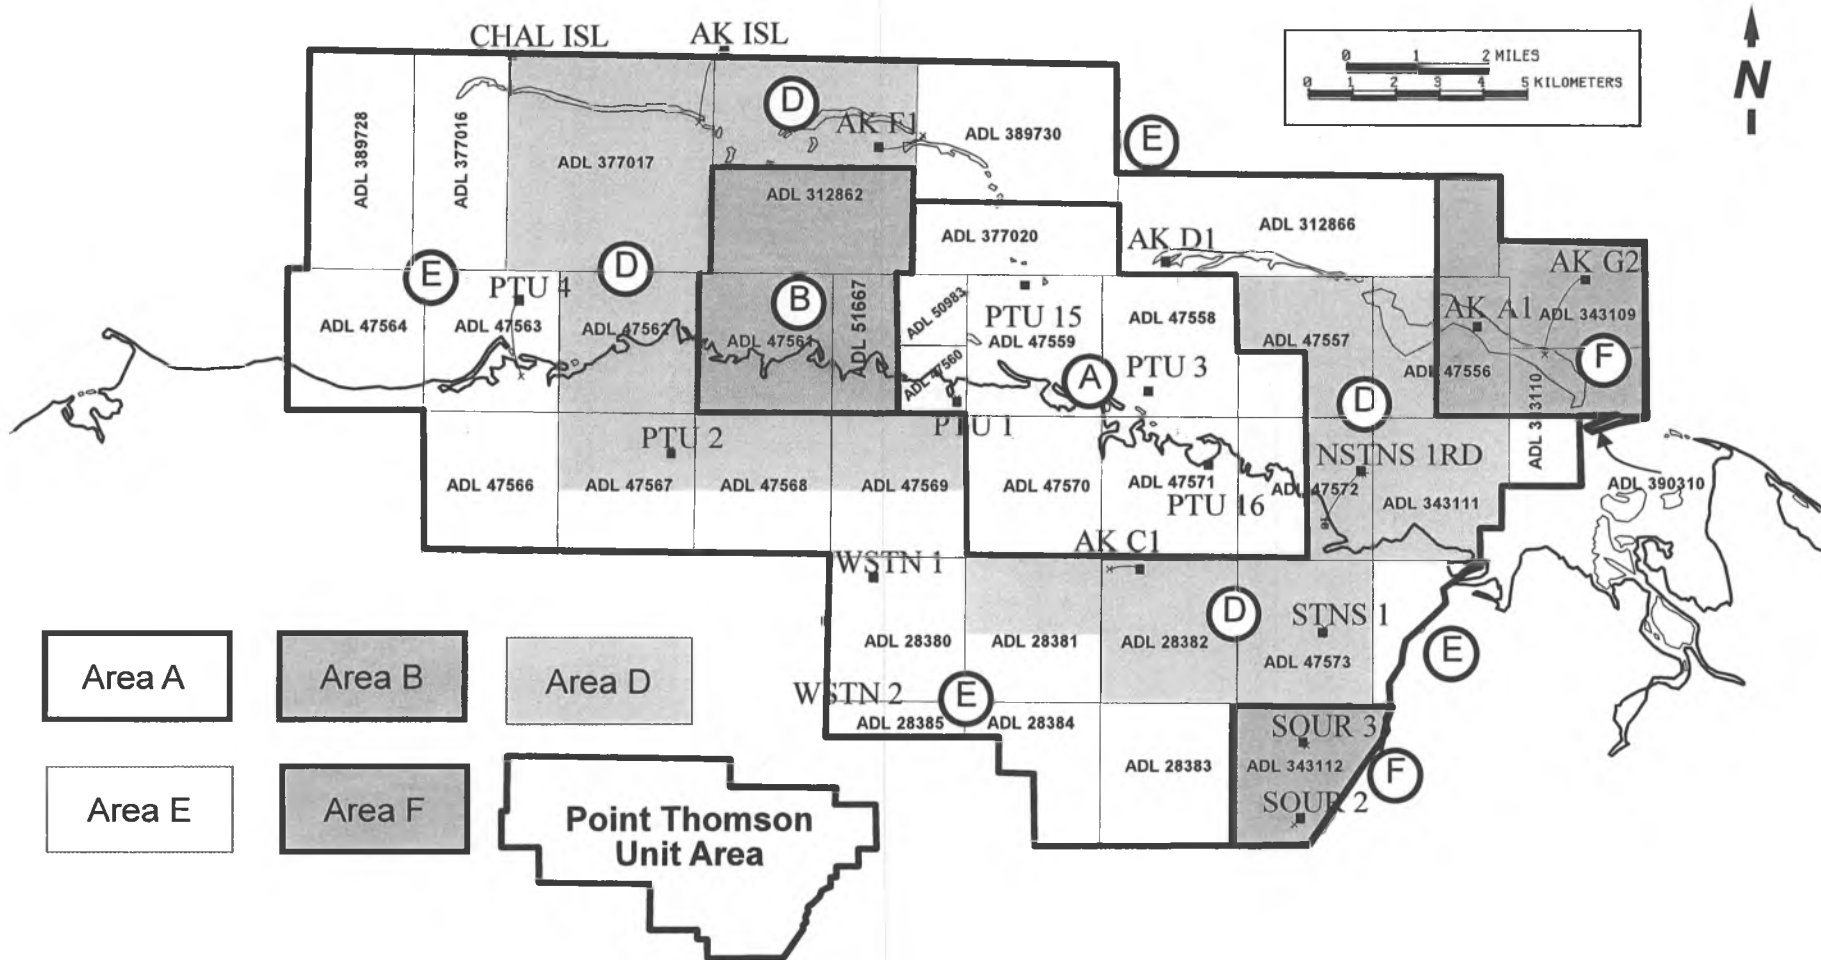 CHAL ISL
AK ISL
0 1 2 MILES
0 1 2 3 4 5 KILOMETERS
N
D
AK F1
ADL 389730
E
ADL 389728
ADL 377016
ADL 377017
ADL 312862
ADL 312866
ADL 377020
AK D1
E
D
PTU 4
B
ADL 51667
ADL 50983
PTU 15
ADL 47558
AK G2
AK A1
ADL 343109
ADL 47564
ADL 47563
ADL 47562
ADL 47561
ADL 47559
ADL 47557
F
ADL 47560
A
PTU 3
ADL 47556
D
ADL 343110
PTU 2
PTU 1
NSTNS 1RD
ADL 47566
ADL 47567
ADL 47568
ADL 47569
ADL 47570
ADL 47571
ADL 47572
ADL 343111
ADL 390310
PTU 16
AK C1
WSTN 1
D
STNS 1
ADL 28380
ADL 28381
ADL 28382
ADL 47573
E
WSTN 2
E
ADL 28385
ADL 28384
SOUR 3
ADL 28383
ADL 343112
F
SOUR 2
Area A
Area B
Area D
Area E
Area F
Point Thomson
Unit Area